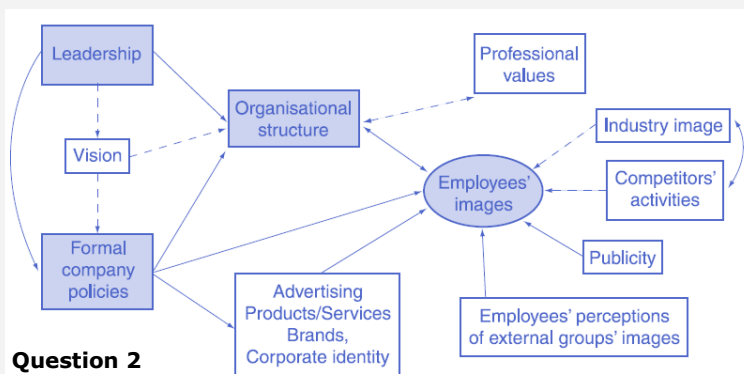 Leadership
Professional
values
Organisational
structure
Industry image
Vision
Employees'
images
Competitors'
activities
Formal
company
policies
Publicity
Advertising
Products/Services
Brands,
Corporate identity
Employees' perceptions
of external groups' images
Question 2